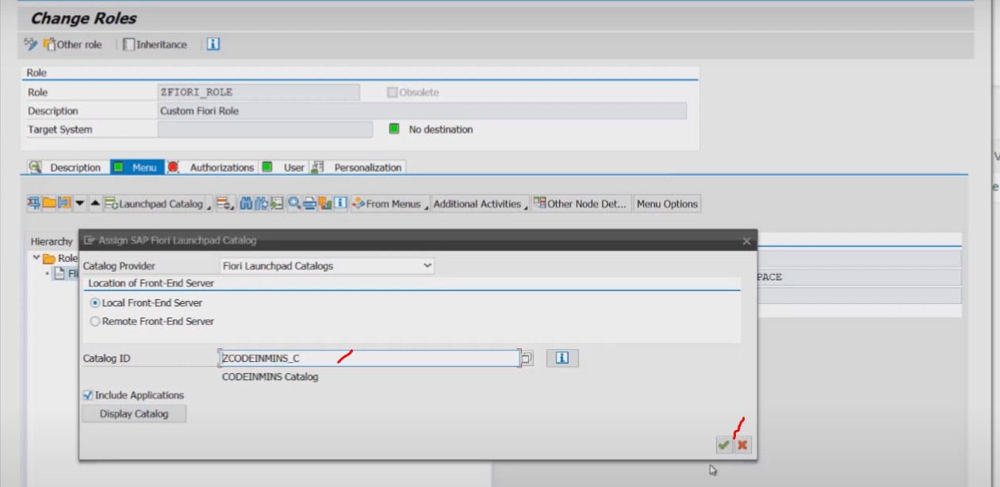 Change Roles
Other role Inheritance
Role
Role ZFIORI_ROLE Obsolete
Description Custom Fiori Role
Target System No destination
Description Menu Authorizations User Personalization
Launchpad Catalog From Menus Additional Activities Other Node Det... Menu Options
Hierarchy
Role
Fli
Assign SAP Fiori Launchpad Catalog
Catalog Provider Fiori Launchpad Catalogs
Location of Front-End Server
PACE
Local Front-End Server
Remote Front-End Server
Catalog ID ZCODEINMINS_C
CODEINMINS Catalog
Include Applications
Display Catalog